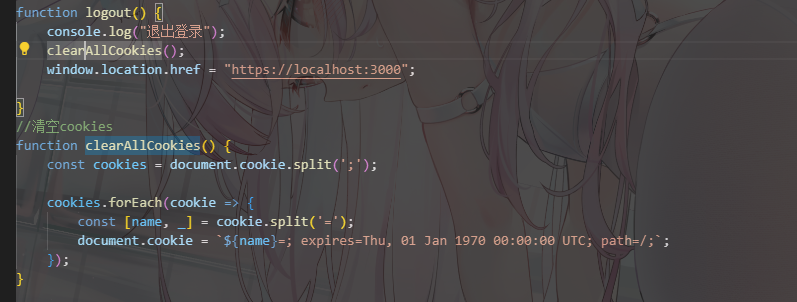 function logout() {
console.log("退出登录");
clearAllCookies();
window.location.href = "https://localhost:3000";
}
//清空cookies
function clearAllCookies() {
const cookies = document.cookie.split(';');
cookies.forEach(cookie => {
const [name, _] = cookie.split('=');
document.cookie = `${name}=; expires=Thu, 01 Jan 1970 00:00:00 UTC; path=/;`;
});
}